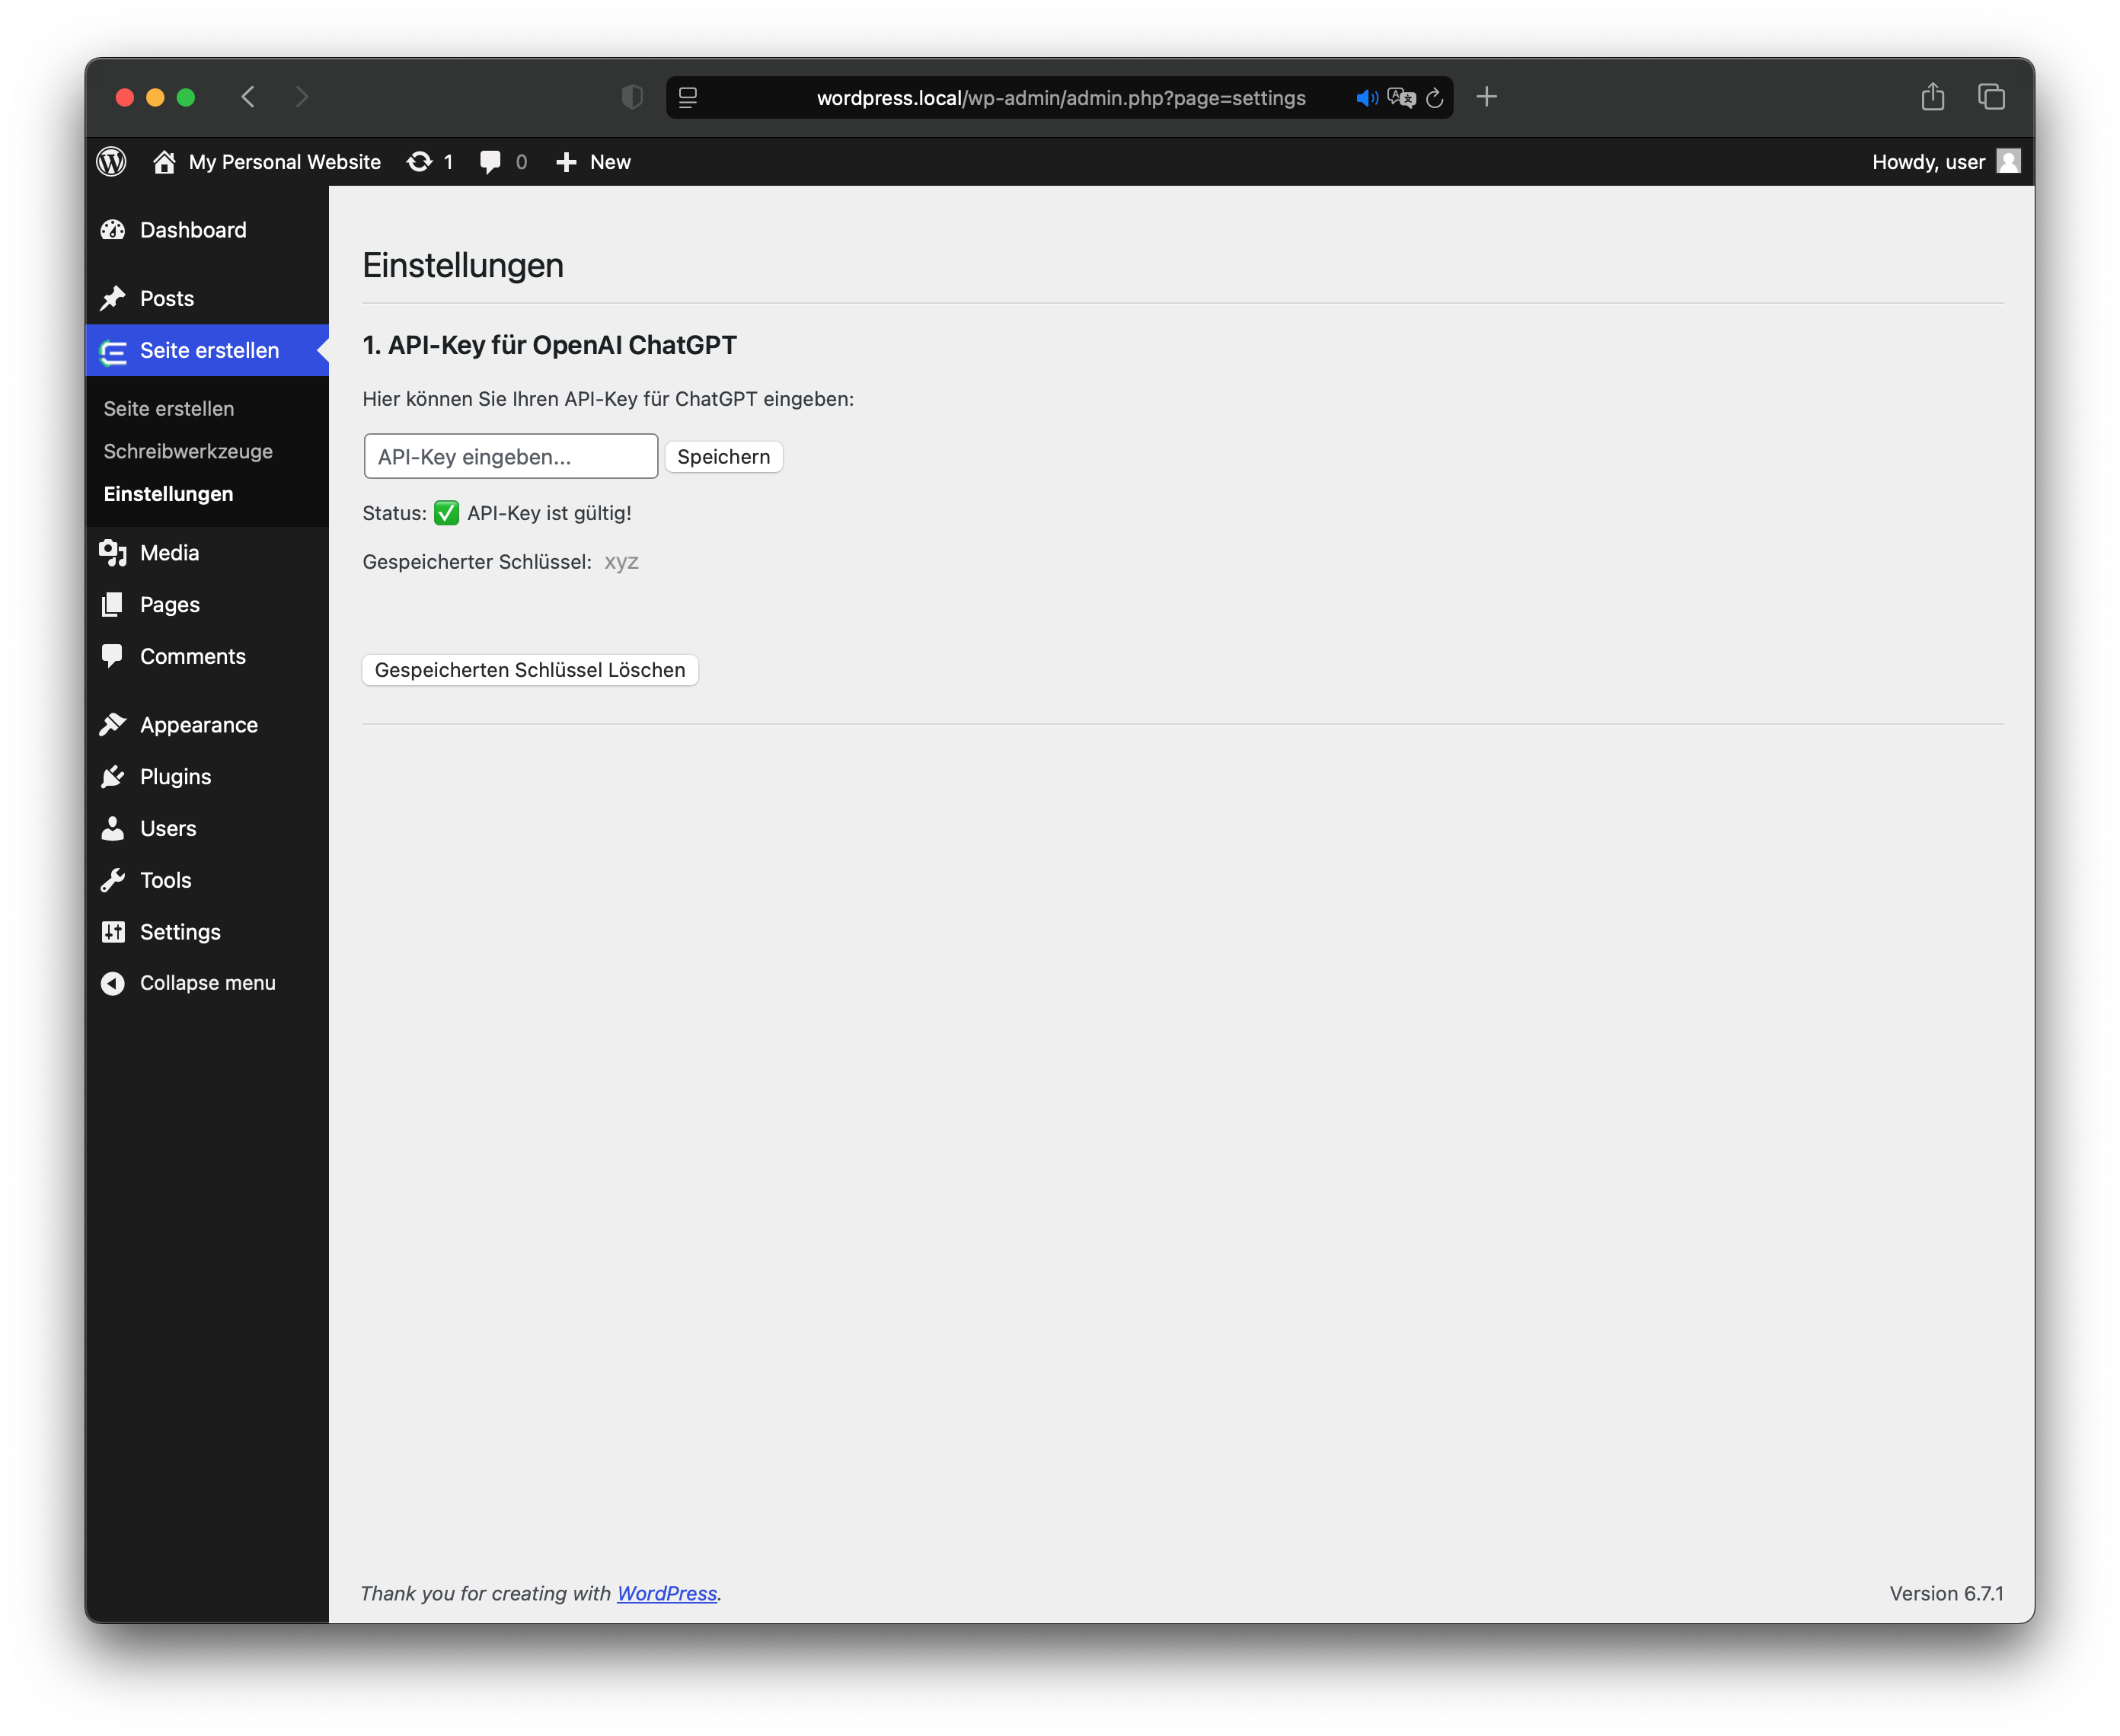 wordpress.local/wp-admin/admin.php?page=settings
My Personal Website 1 0 New Howdy, user
Dashboard
Posts
Seite erstellen
Seite erstellen
Schreibwerkzeuge
Einstellungen
Media
Pages
Comments
Appearance
Plugins
Users
Tools
Settings
Collapse menu
Einstellungen
1. API-Key für OpenAI ChatGPT
Hier können Sie Ihren API-Key für ChatGPT eingeben:
API-Key eingeben... Speichern
Status: ✅ API-Key ist gültig!
Gespeicherter Schlüssel: xyz
Gespeicherten Schlüssel Löschen
Thank you for creating with WordPress. Version 6.7.1